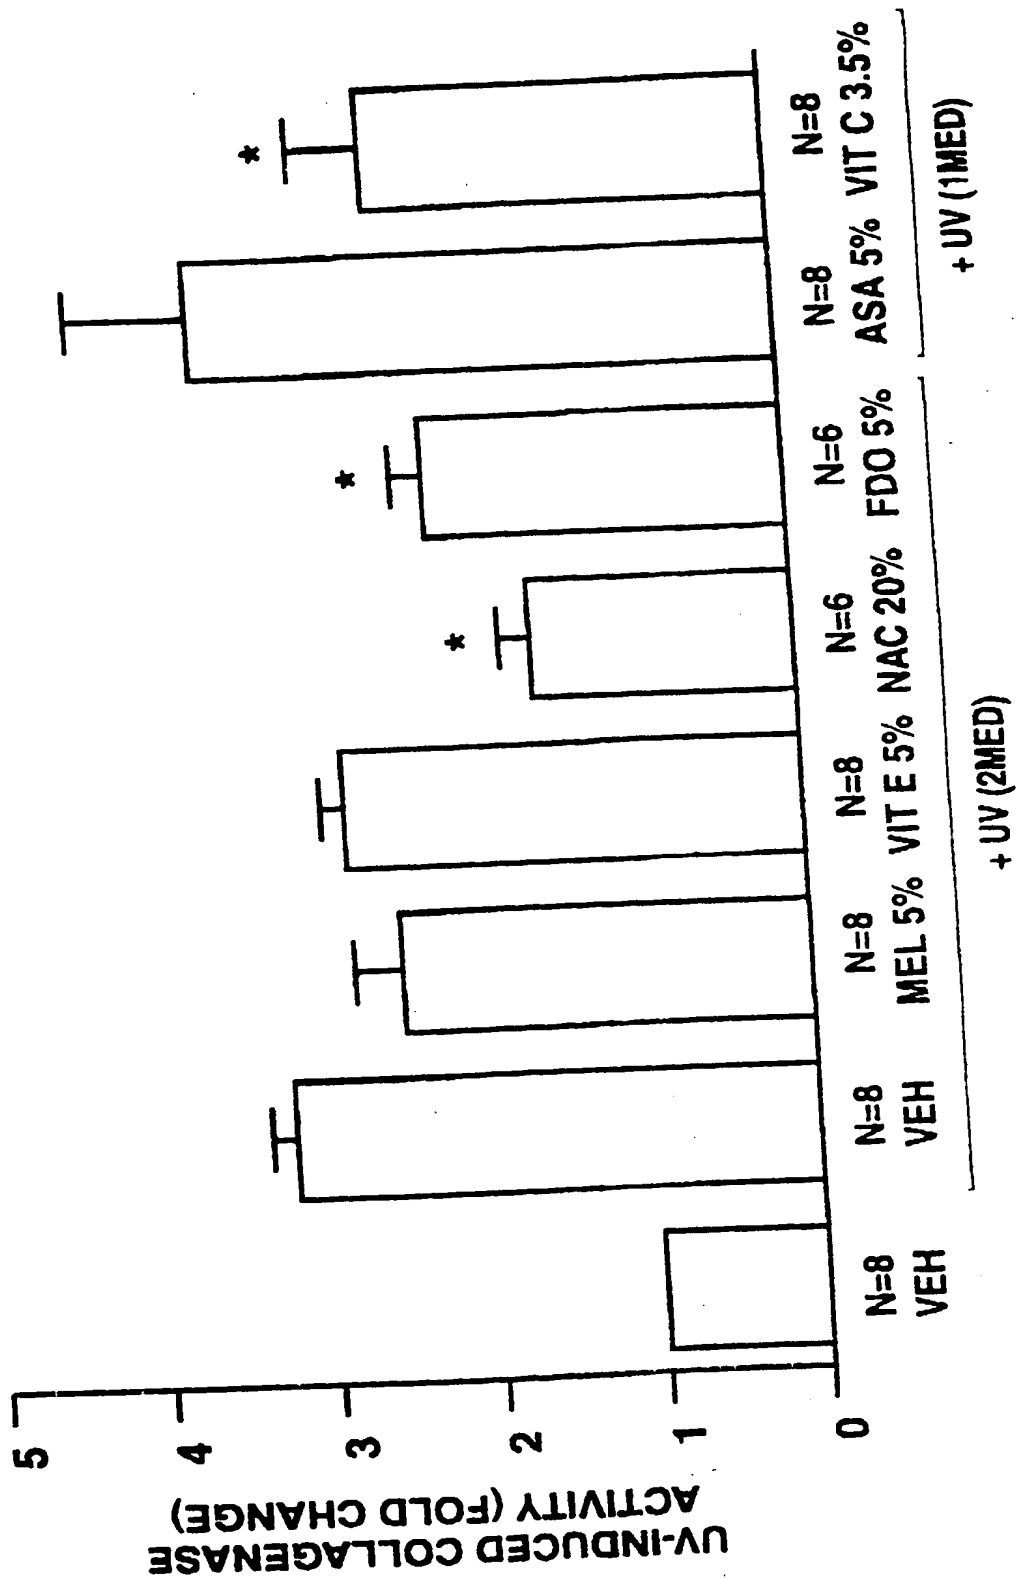 UV-INDUCED COLLAGENASE
ACTIVITY (FOLD CHANGE)
5
4
3
2
1
0
*
*
*
N=8
N=8
N=8
N=8
N=6
N=6
N=8
N=8
VEH
VEH
MEL 5%
VIT E 5%
NAC 20%
FDO 5%
ASA 5%
VIT C 3.5%
+ UV (2MED)
+ UV (1MED)